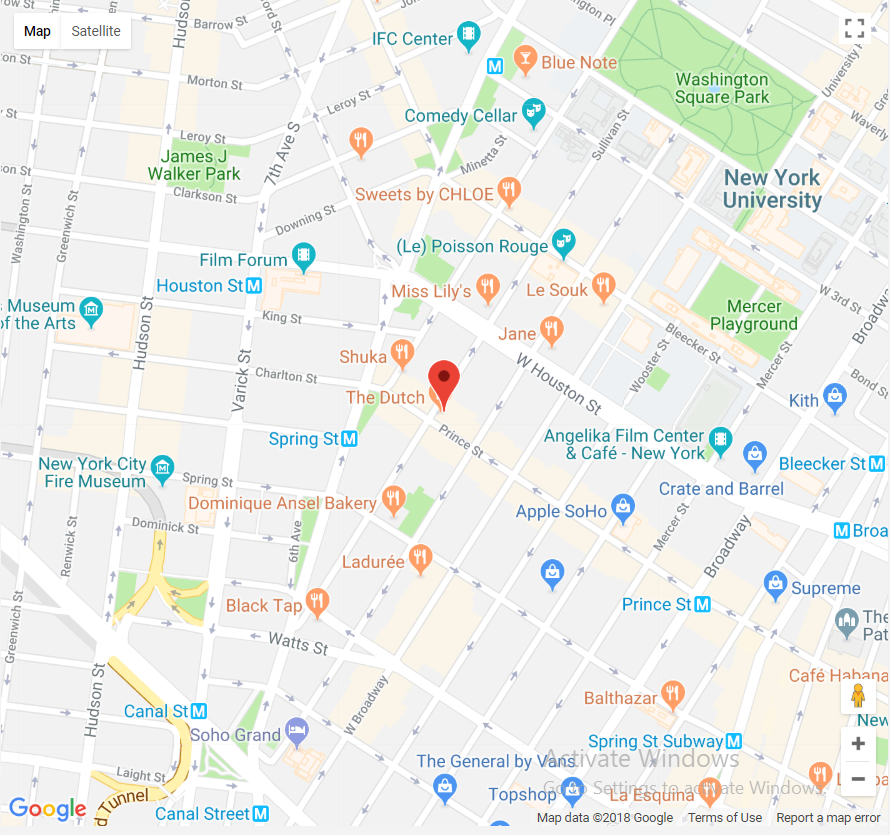 Map
Satellite
Hudson St
Barrow St
IFC Center
M
Blue Note
Washington
Square Park
University
Morton St
Leroy St
Comedy Cellar
Minetta St
Sullivan St
Waverly
Leroy St
James J
Walker Park
7th Ave S
Clarkson St
Sweets by CHLOE
New York
University
Washington St
Greenwich St
Downing St
Film Forum
(Le) Poisson Rouge
Houston St M
Miss Lily's
Le Souk
W 3rd St
Broadway
s Museum
of the Arts
Hudson St
King St
Jane
Mercer
Playground
Bleecker St
Shuka
Varick St
Charlton St
W Houston St
Wooster St
Mercer St
Bond St
The Dutch
Kith
Spring St M
Prince St
Angelika Film Center
& Café - New York
Bleecker St M
New York City
Fire Museum
Spring St
Crate and Barrel
Dominique Ansel Bakery
Apple SoHo
Dominick St
6th Ave
Mercer St
Broadway
M Broa
Renwick St
Ladurée
Supreme
Greenwich St
Black Tap
Prince St M
The
Pat
Watts St
Hudson St
W Broadway
Café Habana
Balthazar
Canal St M
New
Soho Grand
Spring St Subway M
The General by Vans
Activate Windows
Laight St
Topshop
Go to Settings to activate Windows.
La Esquina
Google
d Tunnel
Canal Street M
Map data ©2018 Google
Terms of Use
Report a map error